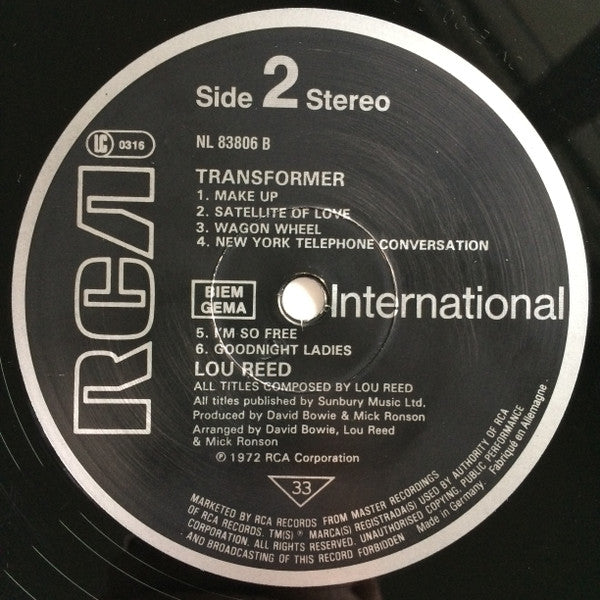 Side 2 Stereo
NL 83806 B
LC 0316
RCA
TRANSFORMER
1. MAKE UP
2. SATELLITE OF LOVE
3. WAGON WHEEL
4. NEW YORK TELEPHONE CONVERSATION
BIEM
GEMA
International
5. I'M SO FREE
6. GOODNIGHT LADIES
LOU REED
ALL TITLES COMPOSED BY LOU REED
All titles published by Sunbury Music Ltd.
Produced by David Bowie & Mick Ronson
Arranged by David Bowie, Lou Reed
& Mick Ronson
℗ 1972 RCA Corporation
33
MARKETED BY RCA RECORDS FROM MASTER RECORDINGS
OF RCA RECORDS. TM(S) ® MARCA(S) REGISTRADA(S) USED BY AUTHORITY OF RCA
CORPORATION. ALL RIGHTS RESERVED. UNAUTHORISED COPYING, PUBLIC PERFORMANCE
AND BROADCASTING OF THIS RECORD FORBIDDEN
Made in Germany. Fabriqué en Allemagne.